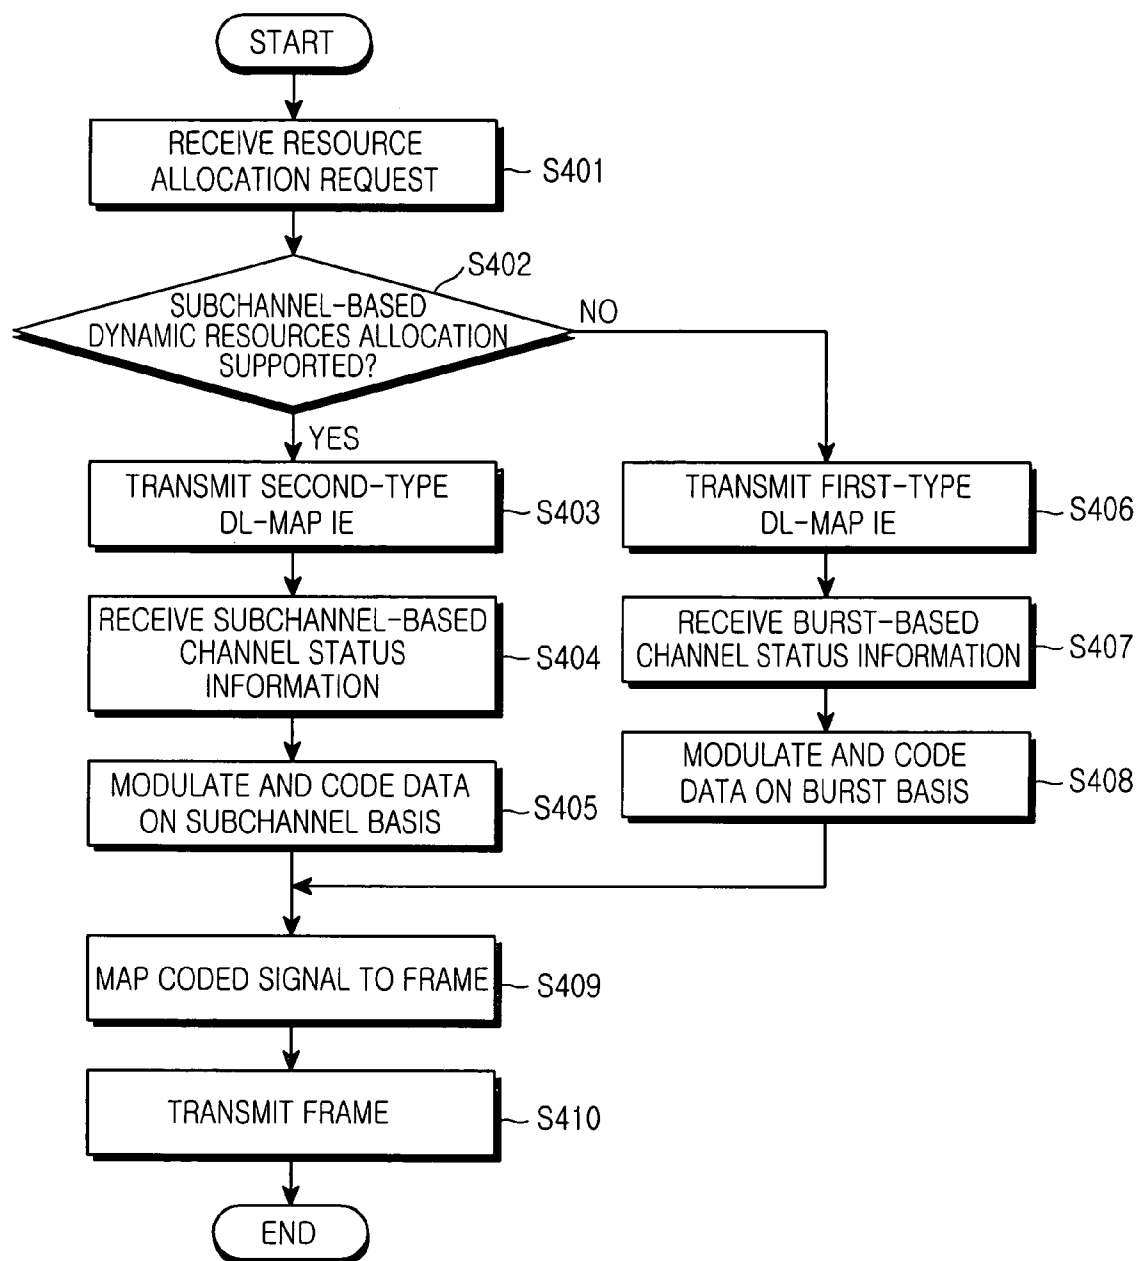 START
RECEIVE RESOURCE
ALLOCATION REQUEST
S401
S402
SUBCHANNEL-BASED
DYNAMIC RESOURCES ALLOCATION
SUPPORTED?
NO
YES
TRANSMIT SECOND-TYPE
DL-MAP IE
S403
TRANSMIT FIRST-TYPE
DL-MAP IE
S406
RECEIVE SUBCHANNEL-BASED
CHANNEL STATUS
INFORMATION
S404
RECEIVE BURST-BASED
CHANNEL STATUS INFORMATION
S407
MODULATE AND CODE DATA
ON SUBCHANNEL BASIS
S405
MODULATE AND CODE
DATA ON BURST BASIS
S408
MAP CODED SIGNAL TO FRAME
S409
TRANSMIT FRAME
S410
END